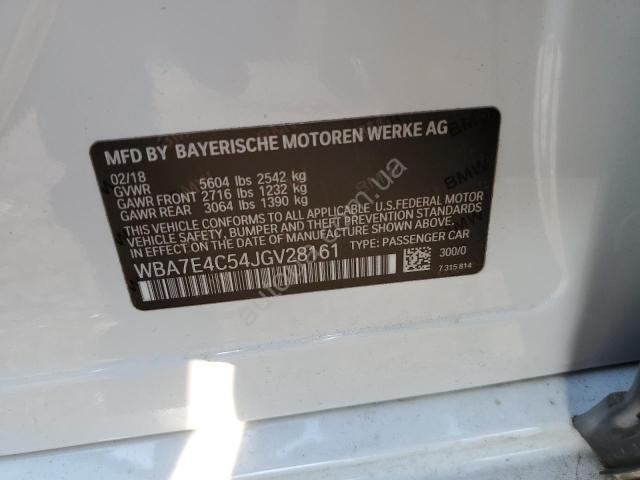 MFD BY BAYERISCHE MOTOREN WERKE AG
02/18
GVWR 5604 lbs 2542 kg
GAWR FRONT 2716 lbs 1232 kg
GAWR REAR 3064 lbs 1390 kg
THIS VEHICLE CONFORMS TO ALL APPLICABLE U.S.FEDERAL MOTOR
VEHICLE SAFETY, BUMPER, AND THEFT PREVENTION STANDARDS
IN EFFECT ON THE DATE OF MANUFACTURE SHOWN ABOVE.
WBA7E4C54JGV28161
TYPE: PASSENGER CAR
300/0
7 315 814
BMW
BMW